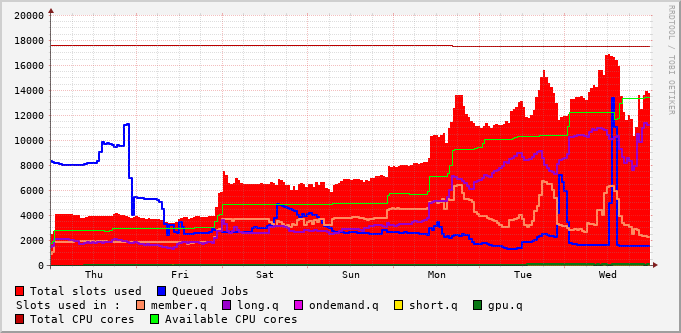 20000
18000
16000
14000
12000
10000
8000
6000
4000
2000
0
Thu Fri Sat Sun Mon Tue Wed
RRDTOOL / TOBI OETIKER
Total slots used Queued Jobs
Slots used in : member.q long.q ondemand.q short.q gpu.q
Total CPU cores Available CPU cores